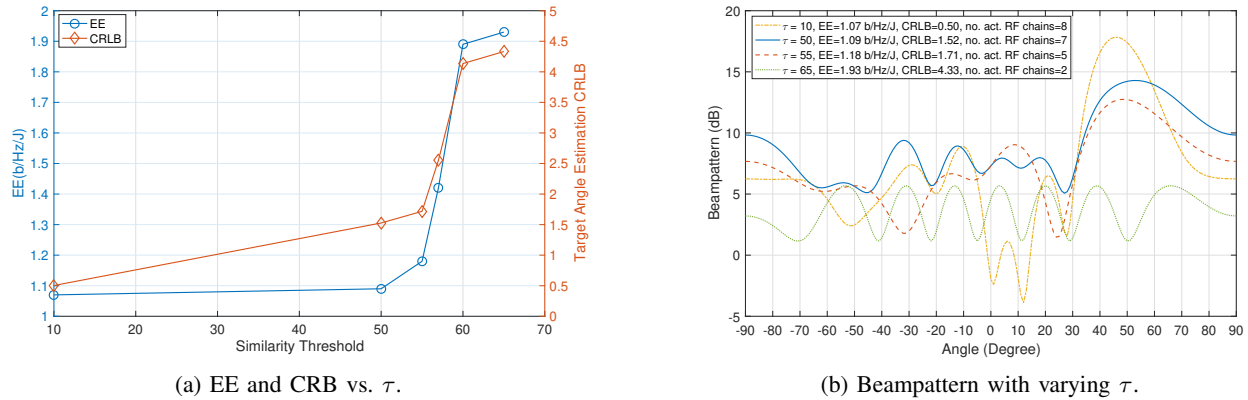 EE
CRLB
2
1.9
1.8
1.7
1.6
1.5
1.4
1.3
1.2
1.1
1
EE(b/Hz/J)
5
4.5
4
3.5
3
2.5
2
1.5
1
0.5
0
Target Angle Estimation CRLB
10 20 30 40 50 60 70
Similarity Threshold
(a) EE and CRB vs. τ.
τ = 10, EE=1.07 b/Hz/J, CRLB=0.50, no. act. RF chains=8
τ = 50, EE=1.09 b/Hz/J, CRLB=1.52, no. act. RF chains=7
τ = 55, EE=1.18 b/Hz/J, CRLB=1.71, no. act. RF chains=5
τ = 65, EE=1.93 b/Hz/J, CRLB=4.33, no. act. RF chains=2
20
15
10
5
0
-5
Beampattern (dB)
-90 -80 -70 -60 -50 -40 -30 -20 -10 0 10 20 30 40 50 60 70 80 90
Angle (Degree)
(b) Beampattern with varying τ.